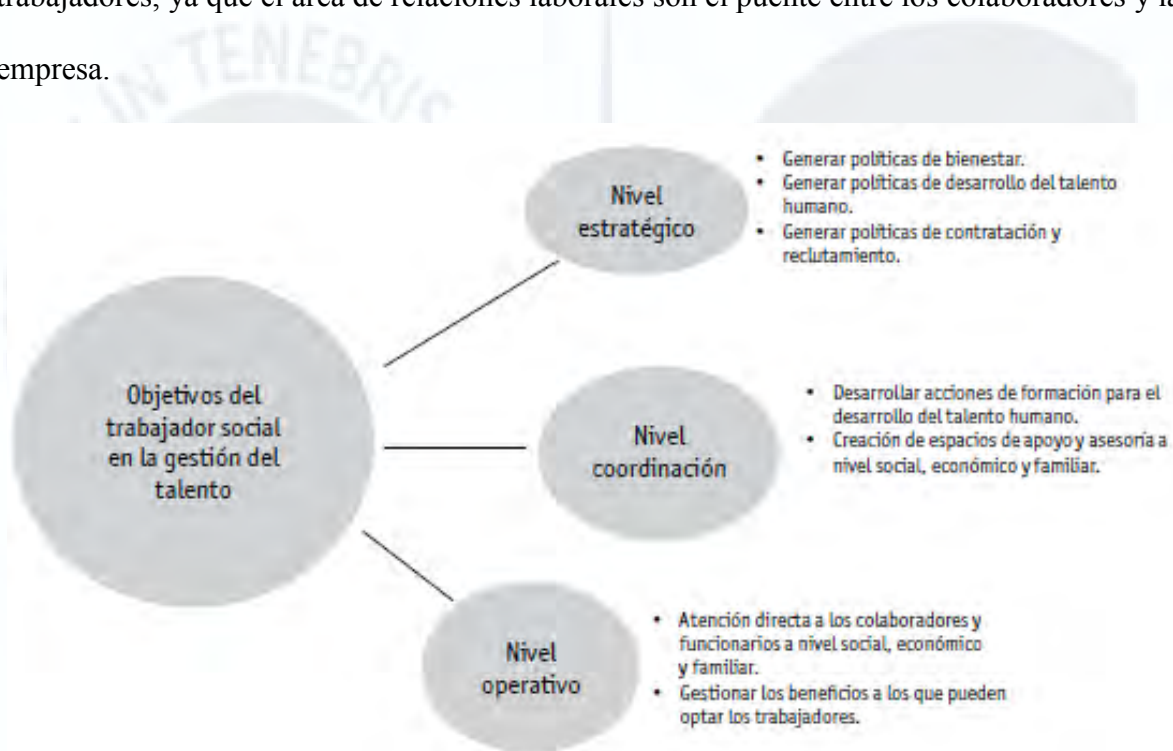 trabajadores, ya que el área de relaciones laborales son el puente entre los colaboradores y la
empresa.
IN TENEBRIS
Nivel
estratégico
• Generar políticas de bienestar.
• Generar políticas de desarrollo del talento
humano.
• Generar políticas de contratación y
reclutamiento.
Objetivos del
trabajador social
en la gestión del
talento
Nivel
coordinación
• Desarrollar acciones de formación para el
desarrollo del talento humano.
• Creación de espacios de apoyo y asesoría a
nivel social, económico y familiar.
Nivel
operativo
• Atención directa a los colaboradores y
funcionarios a nivel social, económico
y familiar.
• Gestionar los beneficios a los que pueden
optar los trabajadores.